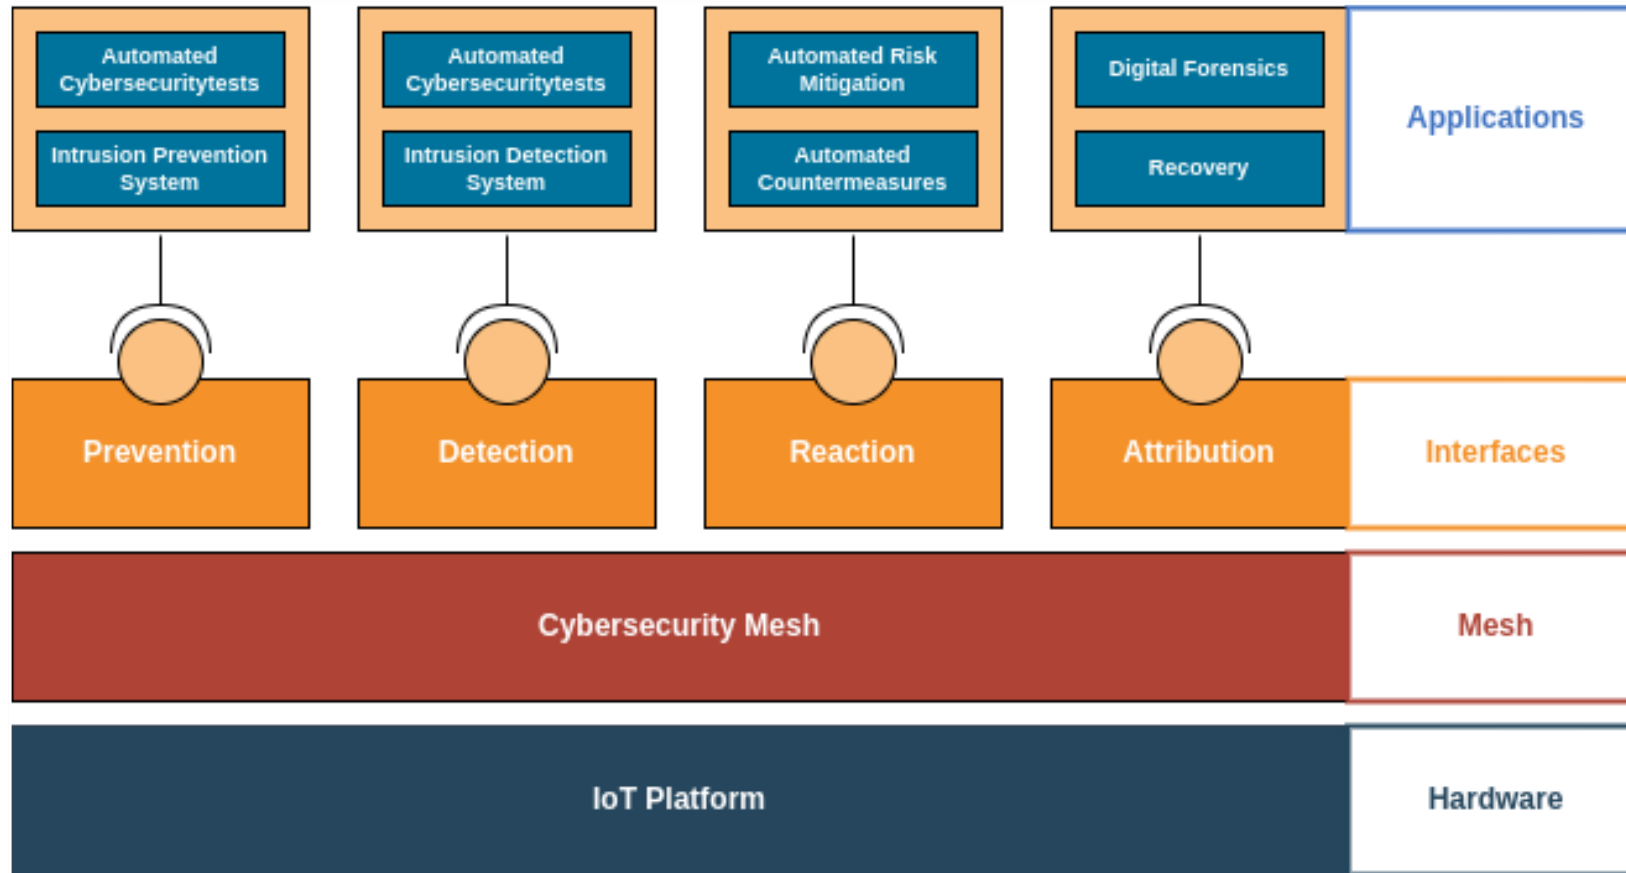 Automated
Cybersecuritytests
Intrusion Prevention
System
Automated
Cybersecuritytests
Intrusion Detection
System
Automated Risk
Mitigation
Automated
Countermeasures
Digital Forensics
Recovery
Applications
Prevention
Detection
Reaction
Attribution
Interfaces
Cybersecurity Mesh
Mesh
IoT Platform
Hardware